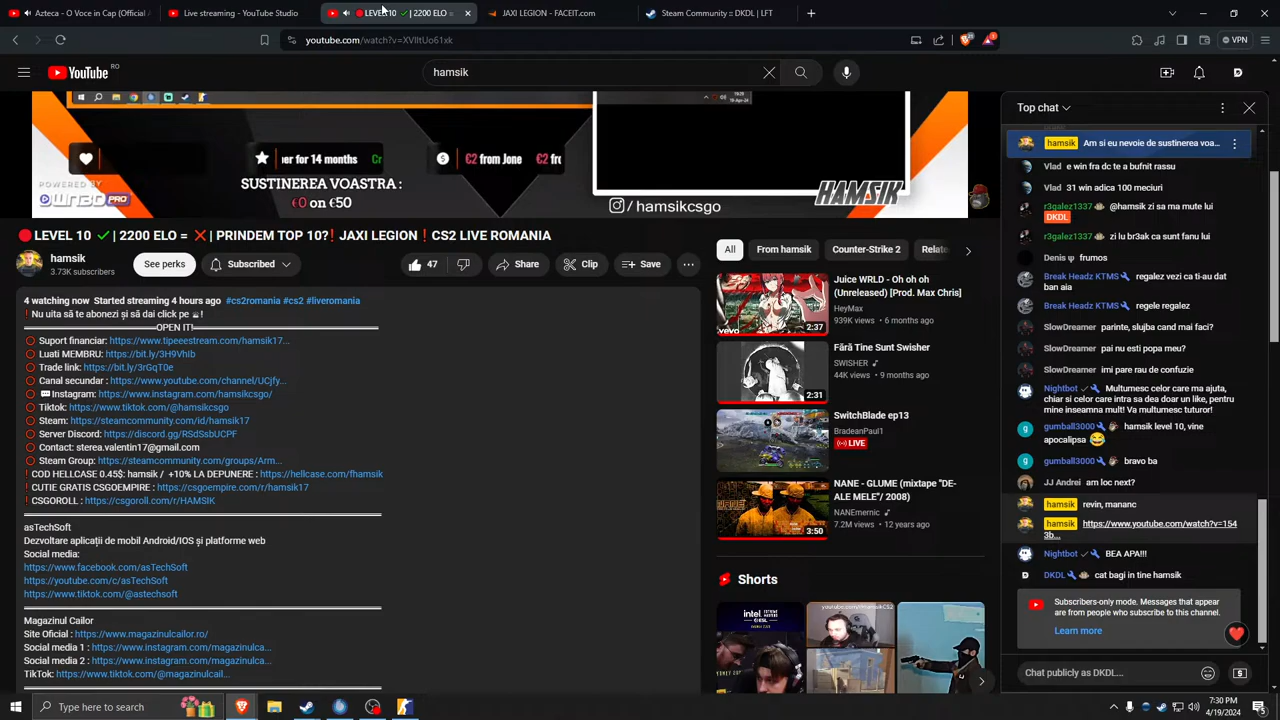 Azteca - O Voce in Cap (Official
Live streaming - YouTube Studio
LEVEL 10 ✓ | 2200 ELO =
JAXI LEGION - FACEIT.com
Steam Community :: DKDL | LFT
youtube.com/watch?v=XVlltUo61xk
VPN
YouTube RO
hamsik
er for 14 months
€2 from Jone
SUSTINEREA VOASTRA :
€0 on €50
POWERED BY
OWN3D PRO
/ hamsikcsgo
HAMSIK
LEVEL 10 ✓ | 2200 ELO = ❌ | PRINDEM TOP 10?❗ JAXI LEGION ❗CS2 LIVE ROMANIA
hamsik
3.73K subscribers
See perks
Subscribed
47
Share
Clip
Save
4 watching now Started streaming 4 hours ago #cs2romania #cs2 #liveromania
❗Nu uita să te abonezi și să dai click pe 🔔!
OPEN IT!
Suport financiar: https://www.tipeeestream.com/hamsik17...
Luati MEMBRU: https://bit.ly/3H9VhIb
Trade link: https://bit.ly/3rGqT0e
Canal secundar : https://www.youtube.com/channel/UCjfy...
Instagram: https://www.instagram.com/hamsikcsgo/
Tiktok: https://www.tiktok.com/@hamsikcsgo
Steam: https://steamcommunity.com/id/hamsik17
Server Discord: https://discord.gg/RSdSsbUCPF
Contact: sterea.valentin17@gmail.com
Steam Group: https://steamcommunity.com/groups/Arm...
❗COD HELLCASE 0.45$: hamsik / +10% LA DEPUNERE : https://hellcase.com/fhamsik
❗CUTIE GRATIS CSGOEMPIRE : https://csgoempire.com/r/hamsik17
❗CSGOROLL : https://csgoroll.com/r/HAMSIK
asTechSoft
Dezvoltare aplicații mobil Android/IOS și platforme web
Social media:
https://www.facebook.com/asTechSoft
https://youtube.com/c/asTechSoft
https://www.tiktok.com/@astechsoft
Magazinul Cailor
Site Oficial : https://www.magazinulcailor.ro/
Social media 1 : https://www.instagram.com/magazinulca...
Social media 2 : https://www.instagram.com/magazinulca...
TikTok: https://www.tiktok.com/@magazinulcail...
All
From hamsik
Counter-Strike 2
Relate
Juice WRLD - Oh oh oh
(Unreleased) [Prod. Max Chris]
HeyMax
939K views • 6 months ago
vevo
2:37
Fără Tine Sunt Swisher
SWISHER
44K views • 9 months ago
2:31
SwitchBlade ep13
BradeanPaul1
LIVE
NANE - GLUME (mixtape "DE-
ALE MELE"/ 2008)
NANEmernic
7.2M views • 12 years ago
3:50
Shorts
intel
youtube.com/rfhamsikCS2
Top chat
hamsik Am si eu nevoie de sustinerea voa...
Vlad e win fra dc te a bufnit rassu
Vlad 31 win adica 100 meciuri
r3galez1337 @hamsik zi sa ma mute lui
DKDL
r3galez1337 zi lu br3ak ca sunt fanu lui
Denis ψ frumos
Break Headz KTMS regalez vezi ca ti-au dat
ban aia
Break Headz KTMS regele regalez
SlowDreamer parinte, slujba cand o mai faci?
SlowDreamer pai nu esti popa meu?
SlowDreamer imi pare rau de confuzie
Nightbot Multumesc celor care ma ajuta,
chiar si celor care intra sa dea doar un like, pentru
mine inseamna mult! Va multumesc tuturor!
gumball3000 hamsik level 10, vine
apocalipsa
gumball3000 bravo ba
JJ Andrei am loc next?
hamsik revin, mananc
hamsik https://www.youtube.com/watch?v=15z
3b...
Nightbot BEA APA!!!
DKDL cat bagi in tine hamsik
Subscribers-only mode. Messages that appear
are from people who subscribe to this channel.
Learn more
Chat publicly as DKDL...
Type here to search
7:30 PM
4/19/2024